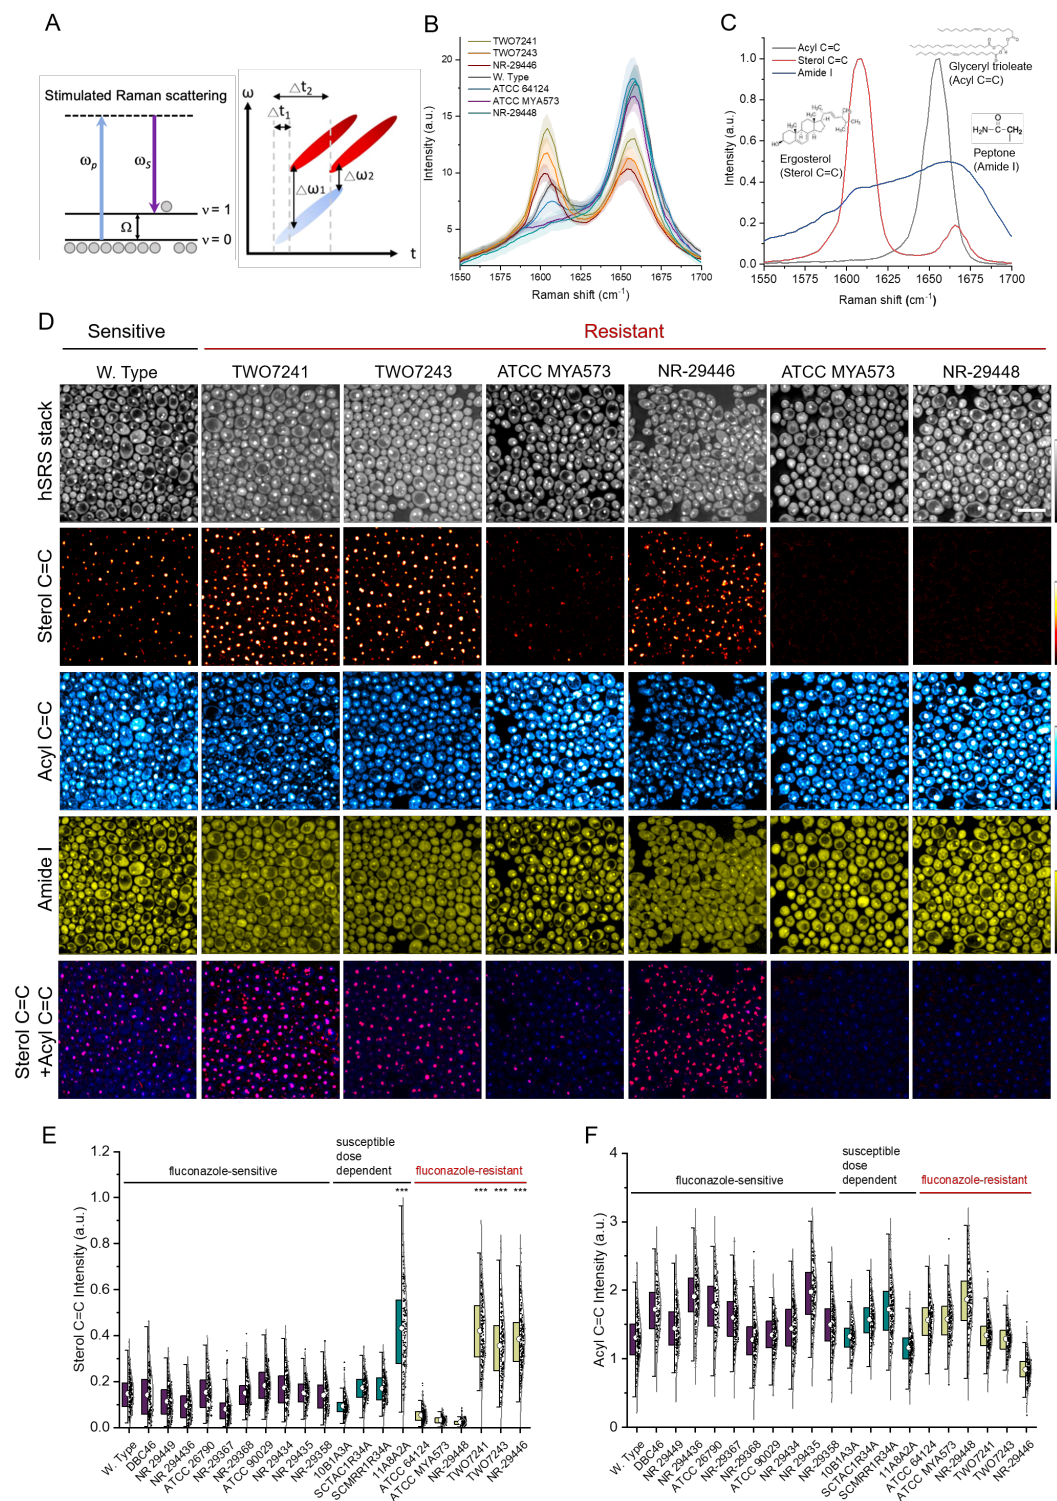 A
Stimulated Raman scattering
ωp
ωS
Ω
ν = 1
ν = 0
ω
△t2
△t1
△ω1
△ω2
t
B
TWO7241
TWO7243
NR-29446
W. Type
ATCC 64124
ATCC MYA573
NR-29448
Intensity (a.u.)
20
15
10
5
1550
1600
1650
1700
Raman shift (cm-1)
C
Acyl C=C
Sterol C=C
Amide I
Glyceryl trioleate
(Acyl C=C)
Ergosterol
(Sterol C=C)
Peptone
(Amide I)
Intensity (a.u.)
1.0
0.8
0.6
0.4
0.2
0.0
1550
1600
1650
1700
Raman shift (cm-1)
D
Sensitive
Resistant
W. Type
TWO7241
TWO7243
ATCC MYA573
NR-29446
ATCC MYA573
NR-29448
hSRS stack
Sterol C=C
Acyl C=C
Amide I
Sterol C=C
+Acyl C=C
E
fluconazole-sensitive
susceptible
dose
dependent
fluconazole-resistant
***
***
***
***
Sterol C=C Intensity (a.u.)
1.2
1.0
0.8
0.6
0.4
0.2
0.0
W. Type
DBC46
NR 29449
NR 294436
ATCC 26790
NR-29367
NR-29368
ATCC 90029
NR-29434
NR-29435
NR-29358
10B1A3A
SCTAC1R34A
SCMRR1R34A
11A8A2A
ATCC 64124
ATCC MYA573
NR-29448
TWO7241
TWO7243
NR-29446
F
fluconazole-sensitive
susceptible
dose
dependent
fluconazole-resistant
Acyl C=C Intensity (a.u.)
4
3
2
1
0
W. Type
DBC46
NR 29449
NR 29436
ATCC 26790
NR-29367
NR-29368
ATCC 90029
NR-29434
NR-29435
NR-29358
10B1A3A
SCTAC1R34A
SCMRR1R34A
11A8A2A
ATCC 64124
ATCC MYA573
NR-29448
TWO7241
TWO7243
NR-29446